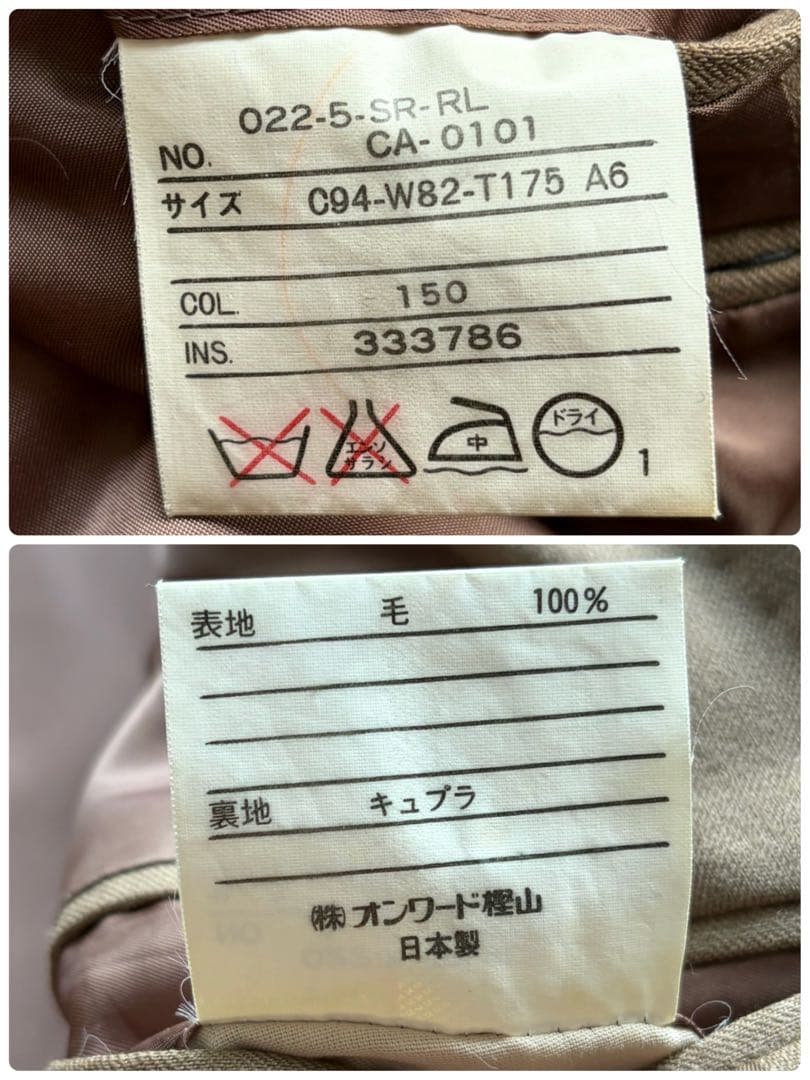 022-5-SR-RL
NO. CA-0101
サイズ C94-W82-T175 A6
COL. 150
INS. 333786
エンソ
サラシ
中
ドライ
1
表地 毛 100%
裏地 キュプラ
㈱オンワード樫山
日本製